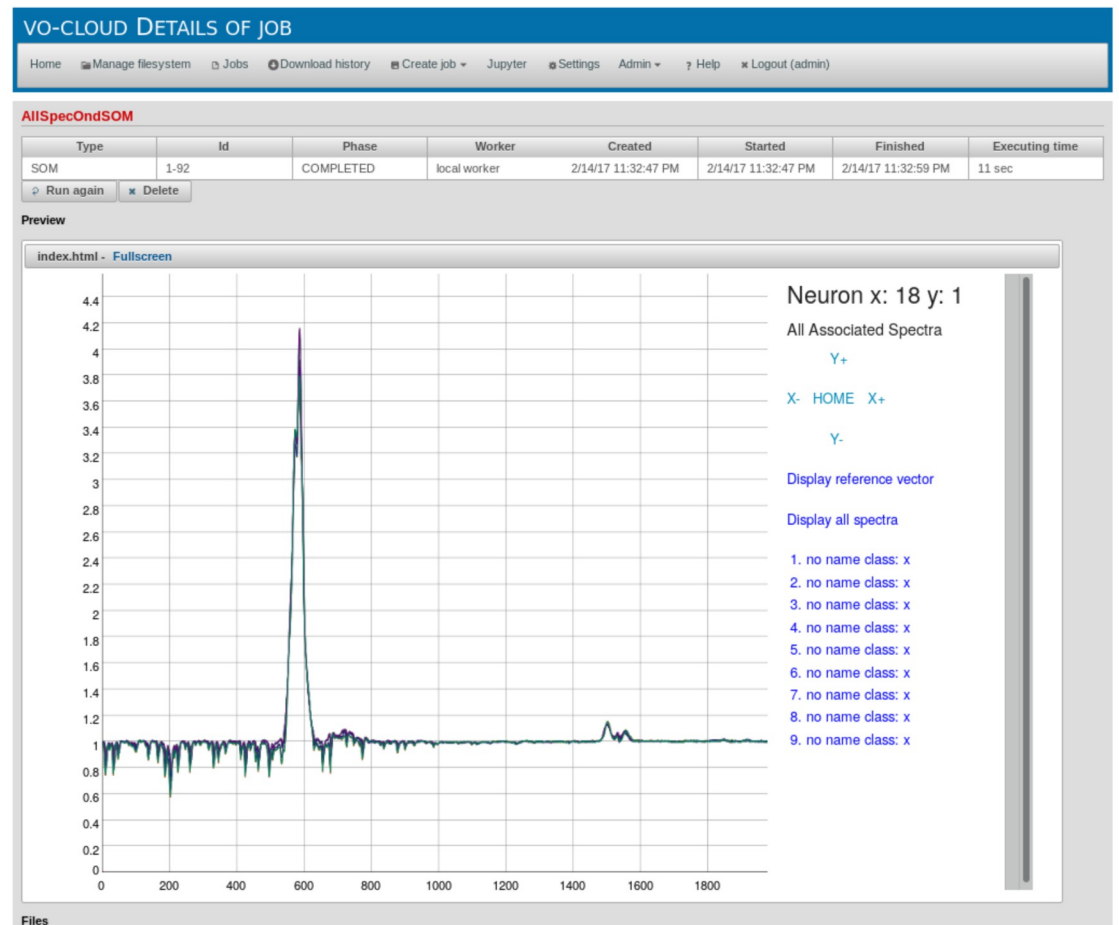 VO-CLOUD DETAILS OF JOB
Home Manage filesystem Jobs Download history Create job Jupyter Settings Admin ? Help Logout (admin)
AllSpecOndSOM
Type Id Phase Worker Created Started Finished Executing time
SOM 1-92 COMPLETED local worker 2/14/17 11:32:47 PM 2/14/17 11:32:47 PM 2/14/17 11:32:59 PM 11 sec
Run again Delete
Preview
index.html - Fullscreen
4.4
4.2
4
3.8
3.6
3.4
3.2
3
2.8
2.6
2.4
2.2
2
1.8
1.6
1.4
1.2
1
0.8
0.6
0.4
0.2
0
0 200 400 600 800 1000 1200 1400 1600 1800
Neuron x: 18 y: 1
All Associated Spectra
Y+
X- HOME X+
Y-
Display reference vector
Display all spectra
1. no name class: x
2. no name class: x
3. no name class: x
4. no name class: x
5. no name class: x
6. no name class: x
7. no name class: x
8. no name class: x
9. no name class: x
Files